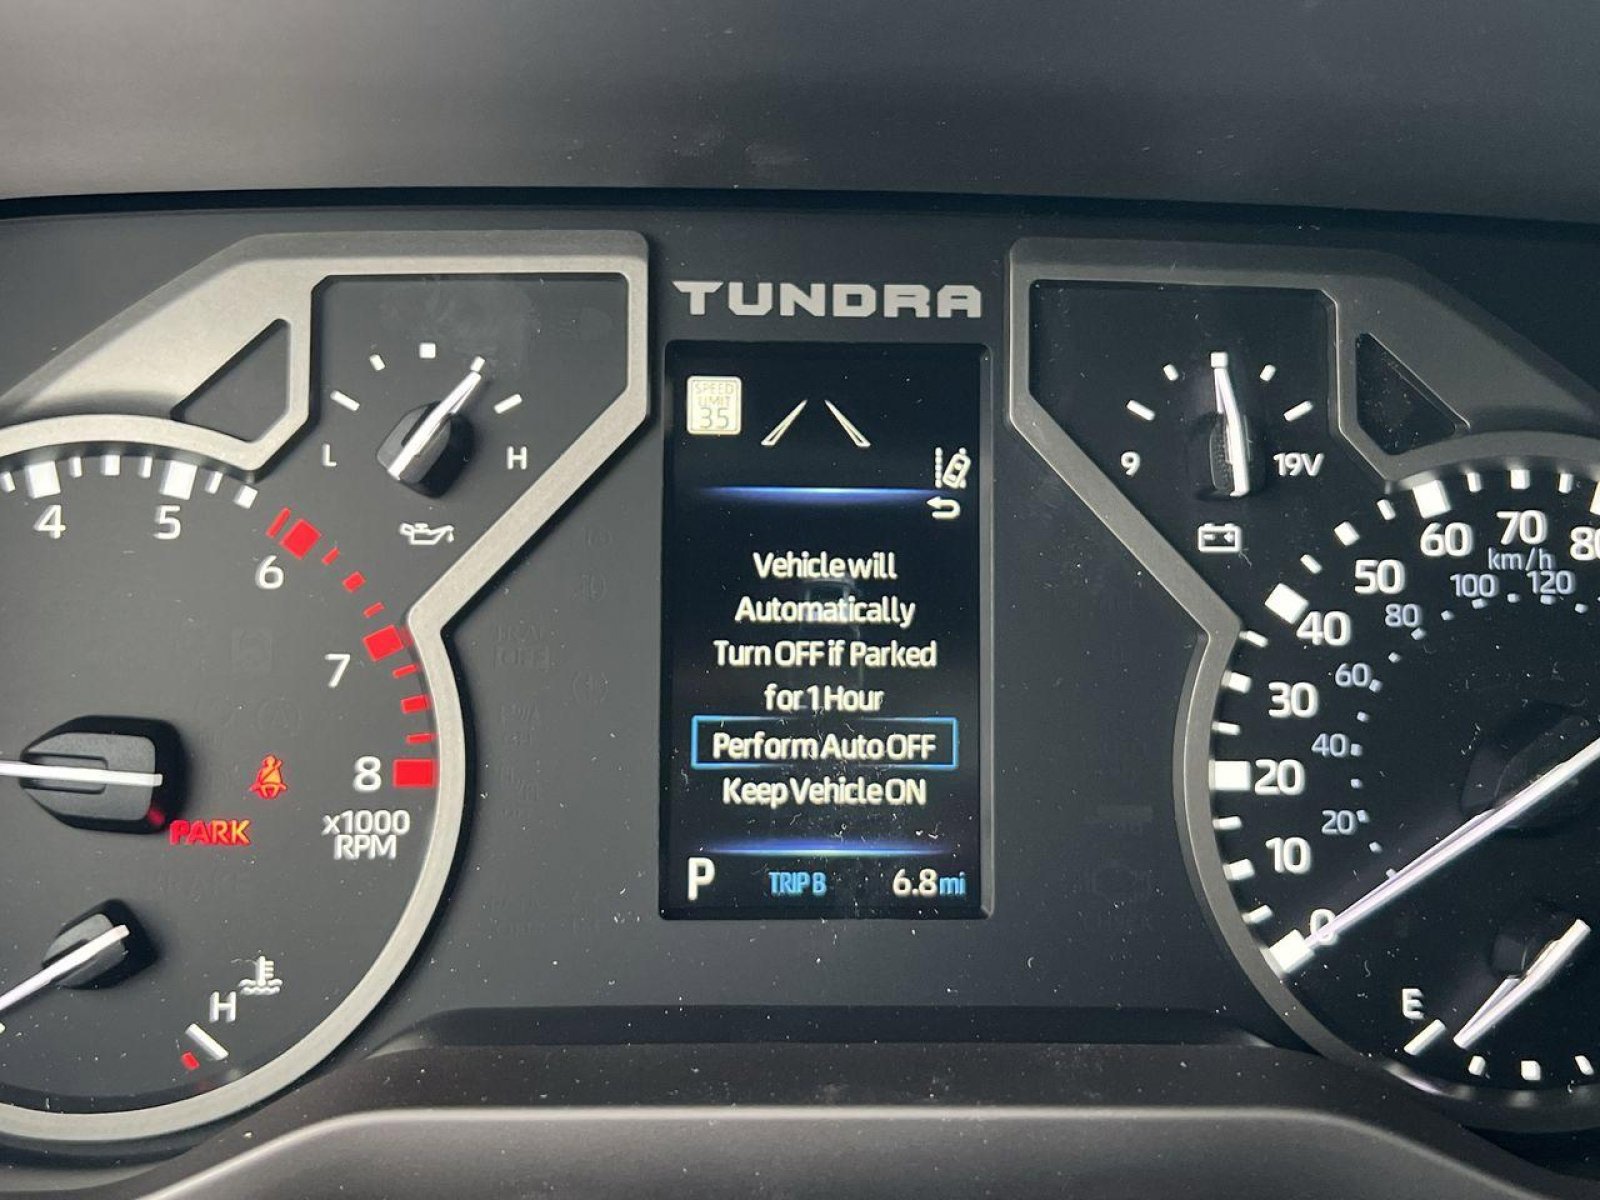 TUNDRA
SPEED
LIMIT
35
L
H
9
19V
4
5
6
7
8
x1000
RPM
PARK
H
Vehicle will
Automatically
Turn OFF if Parked
for 1 Hour
Perform Auto OFF
Keep Vehicle ON
P
TRIP B
6.8 mi
0
10
20
30
40
50
60
70
80
km/h
20
40
60
80
100
120
E